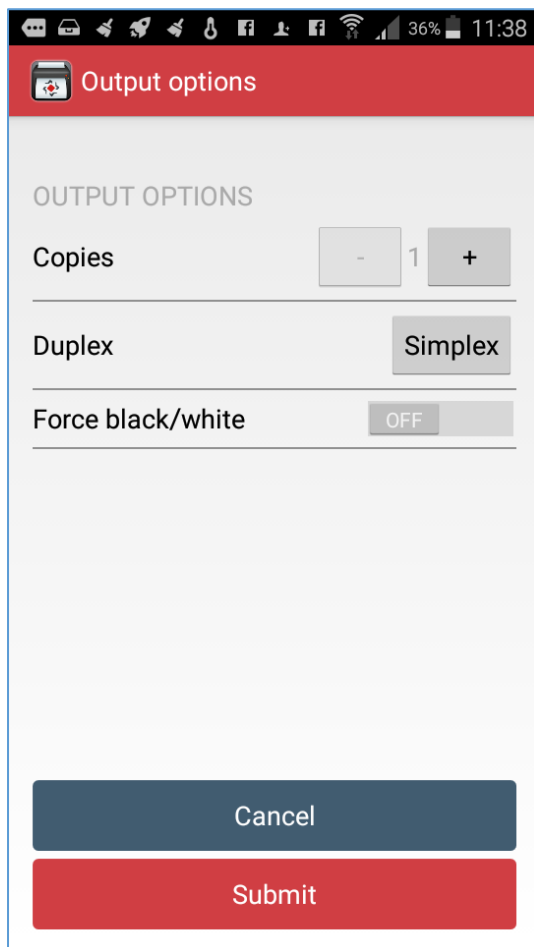 36% 11:38
Output options
OUTPUT OPTIONS
Copies - 1 +
Duplex Simplex
Force black/white OFF
Cancel
Submit